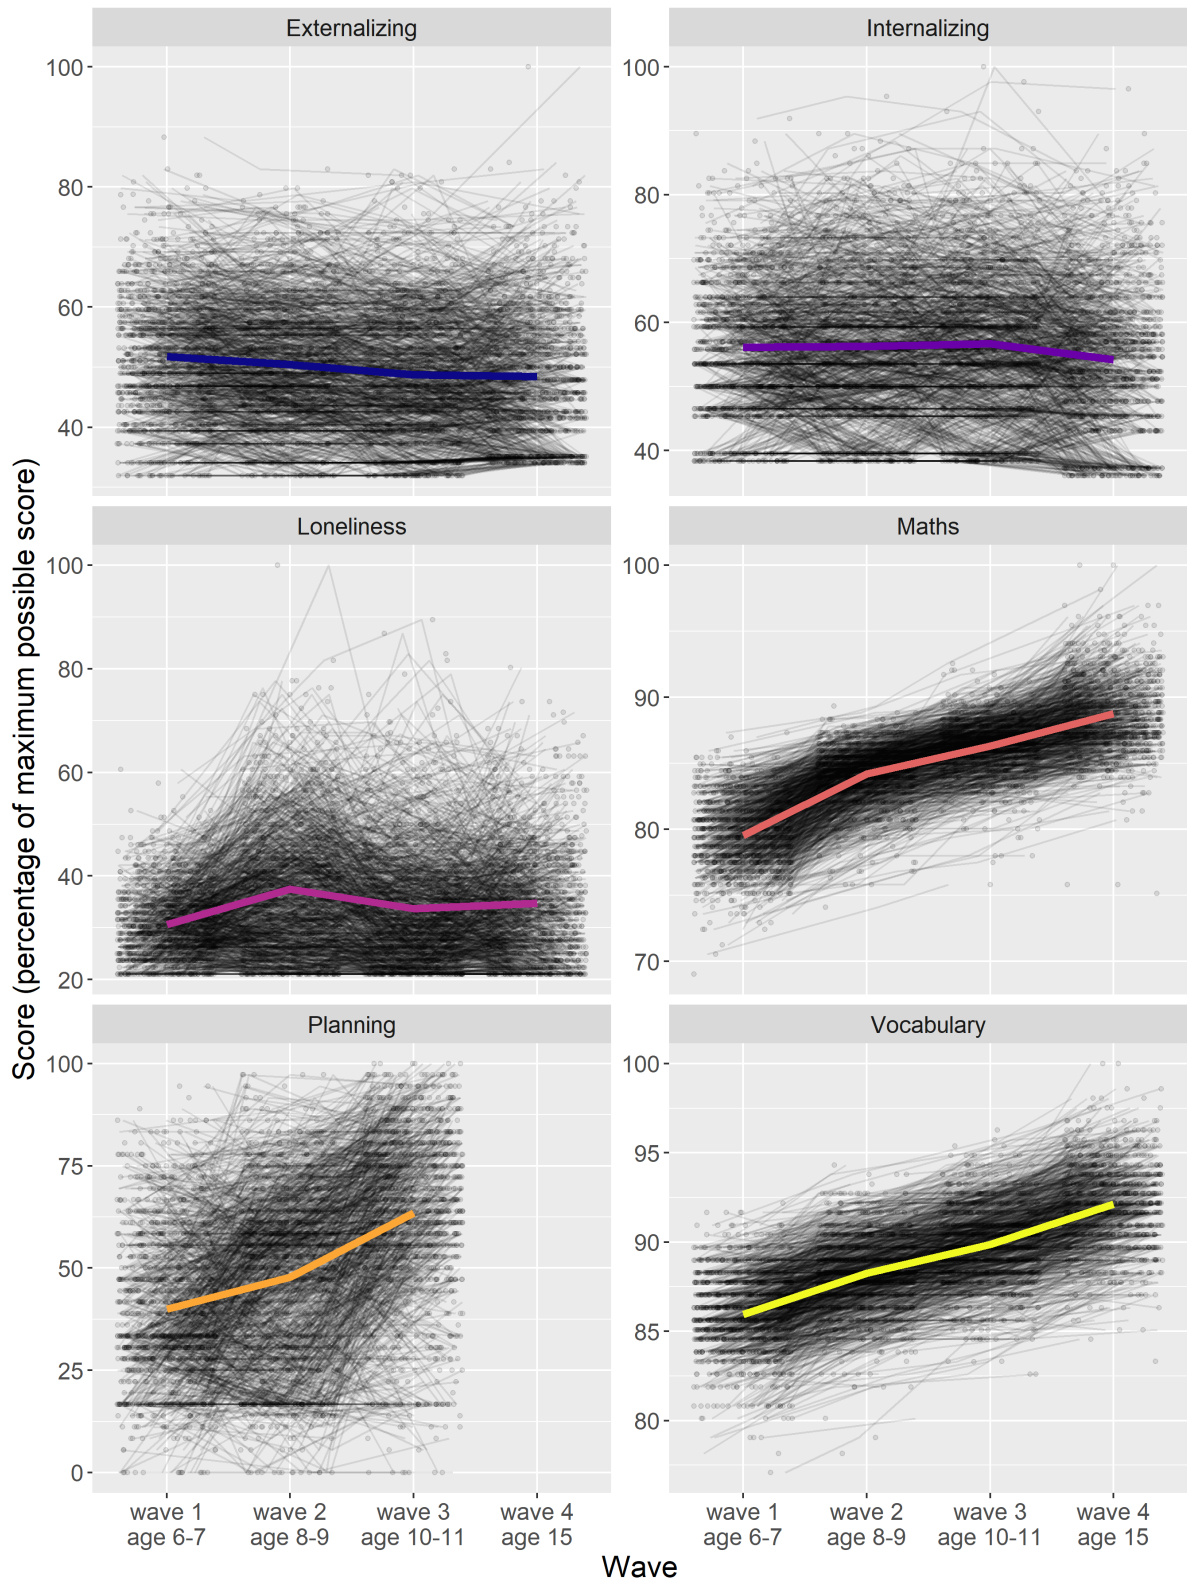 Externalizing
Internalizing
100
80
60
40
100
80
60
40
Loneliness
Maths
100
80
60
40
20
100
90
80
70
Planning
Vocabulary
100
75
50
25
0
100
95
90
85
80
Score (percentage of maximum possible score)
wave 1 wave 2 wave 3 wave 4
age 6-7 age 8-9 age 10-11 age 15
wave 1 wave 2 wave 3 wave 4
age 6-7 age 8-9 age 10-11 age 15
Wave